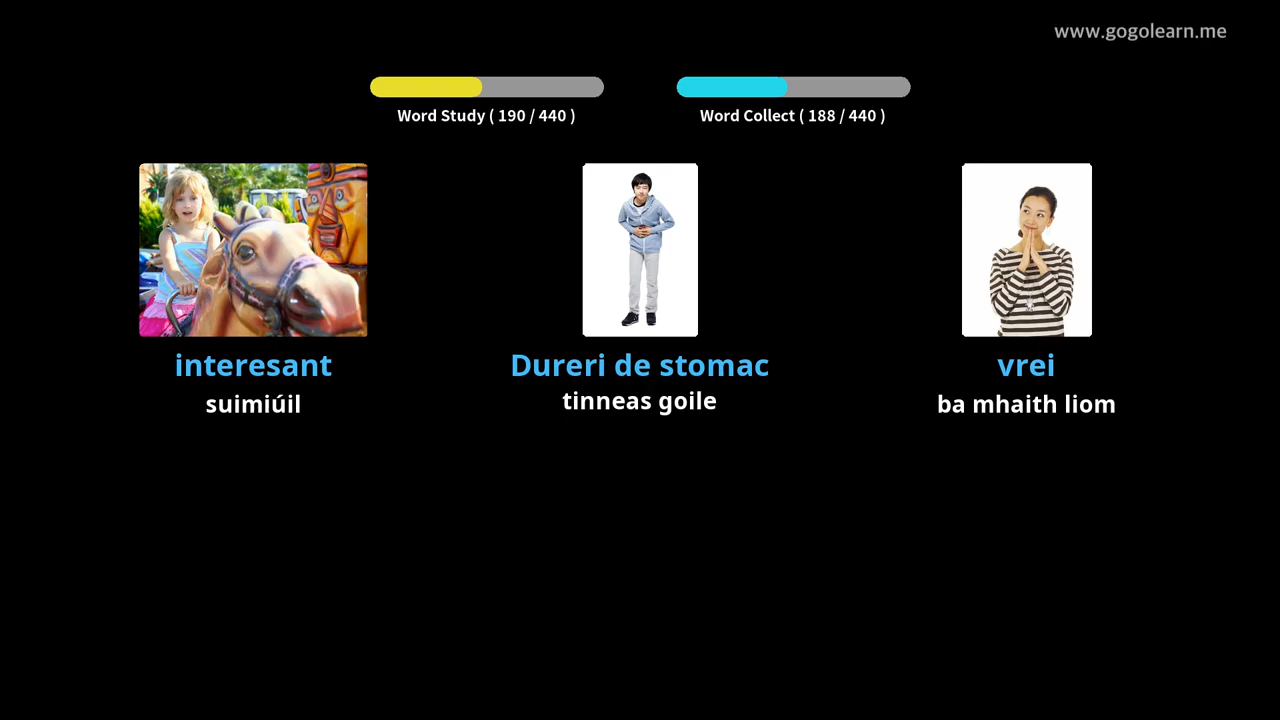 www.gogolearn.me
Word Study ( 190 / 440 )
Word Collect ( 188 / 440 )
interesant
suimiúil
Dureri de stomac
tinneas goile
vrei
ba mhaith liom